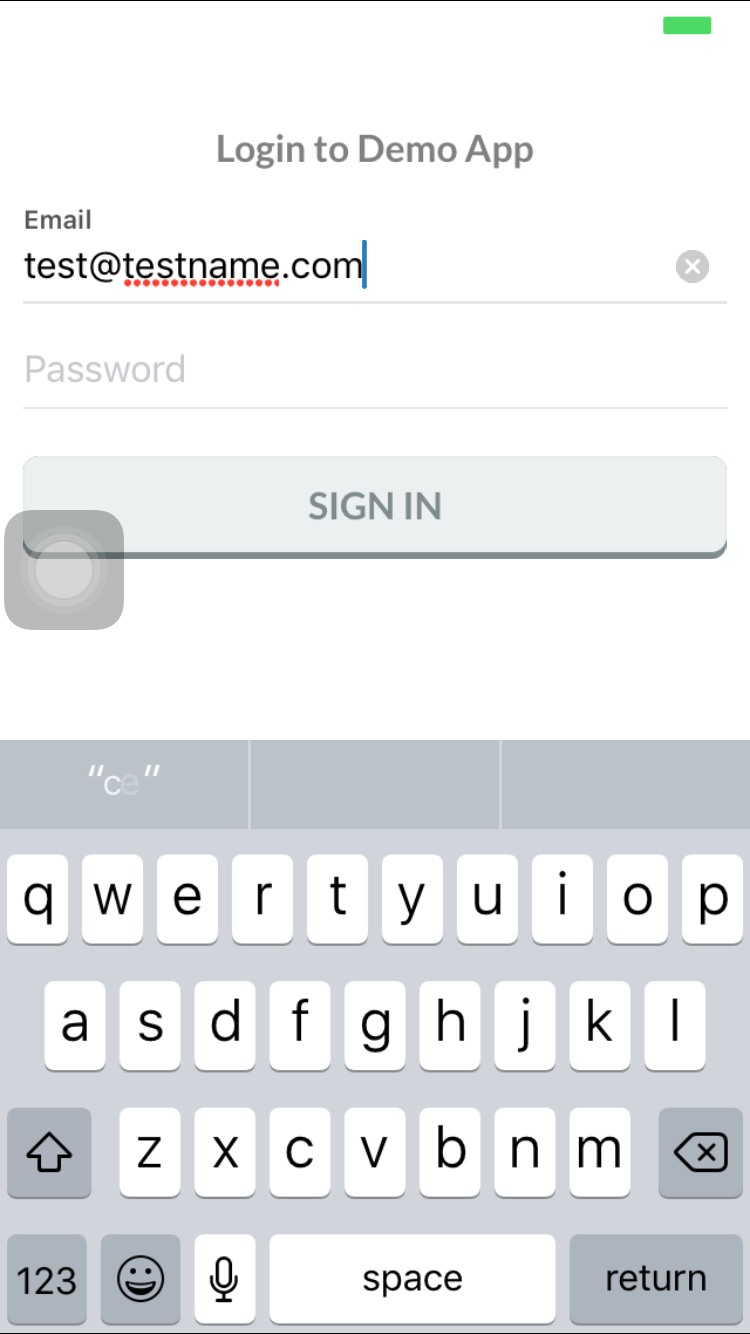 Login to Demo App
Email
test@testname.com
Password
SIGN IN
“ce”
q w e r t y u i o p
a s d f g h j k l
z x c v b n m
123 space return